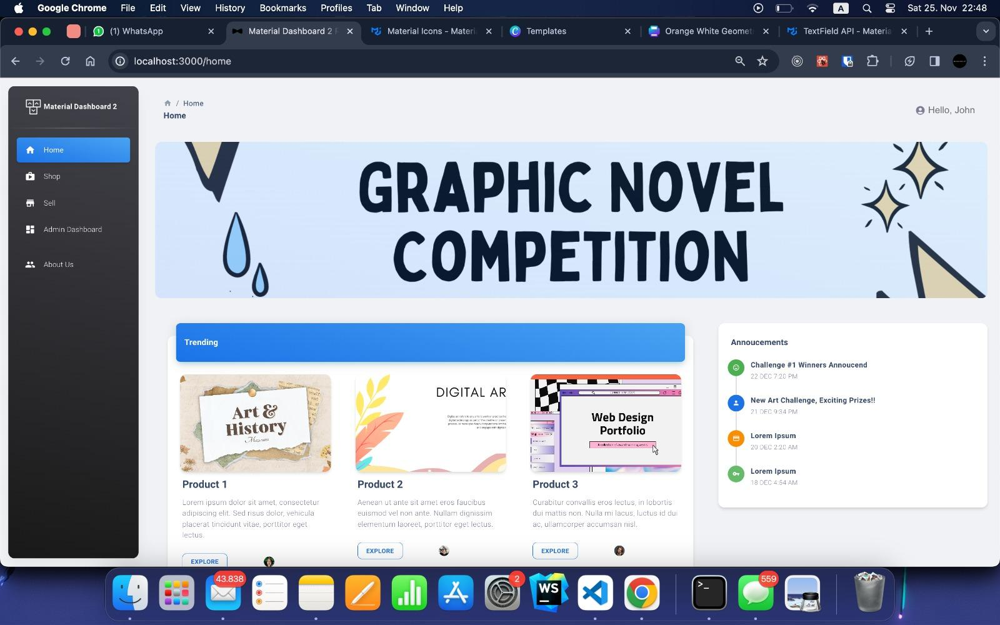 Google Chrome File Edit View History Bookmarks Profiles Tab Window Help A Sat 25. Nov 22:48
(1) WhatsApp Material Dashboard 2 Material Icons - Materi Templates Orange White Geomet TextField API - Materia
localhost:3000/home
Material Dashboard 2
Home
Shop
Sell
Admin Dashboard
About Us
/ Home
Home
Hello, John
GRAPHIC NOVEL
COMPETITION
Trending
Art &
History
Museum
DIGITAL AR
Web Design
Portfolio
A collection of award-winning works
Product 1
Lorem ipsum dolor sit amet, consectetur
adipiscing elit. Sed risus dolor, vehicula
placerat tincidunt vitae, porttitor eget
lectus.
EXPLORE
Product 2
Aenean ut ante sit amet eros faucibus
euismod vel non ante. Nullam dignissim
elementum laoreet, porttitor eget lectus.
EXPLORE
Product 3
Curabitur convallis eros lectus, in lobortis
dui mattis non. Nulla mi lacus, luctus id dui
ac, ullamcorper accumsan nisl.
EXPLORE
Annoucements
Challenge #1 Winners Annoucend
22 DEC 7:20 PM
New Art Challenge, Exciting Prizes!!
21 DEC 9:34 PM
Lorem Ipsum
20 DEC 2:20 AM
Lorem Ipsum
18 DEC 4:54 AM
43.838 2 WS >_ 559